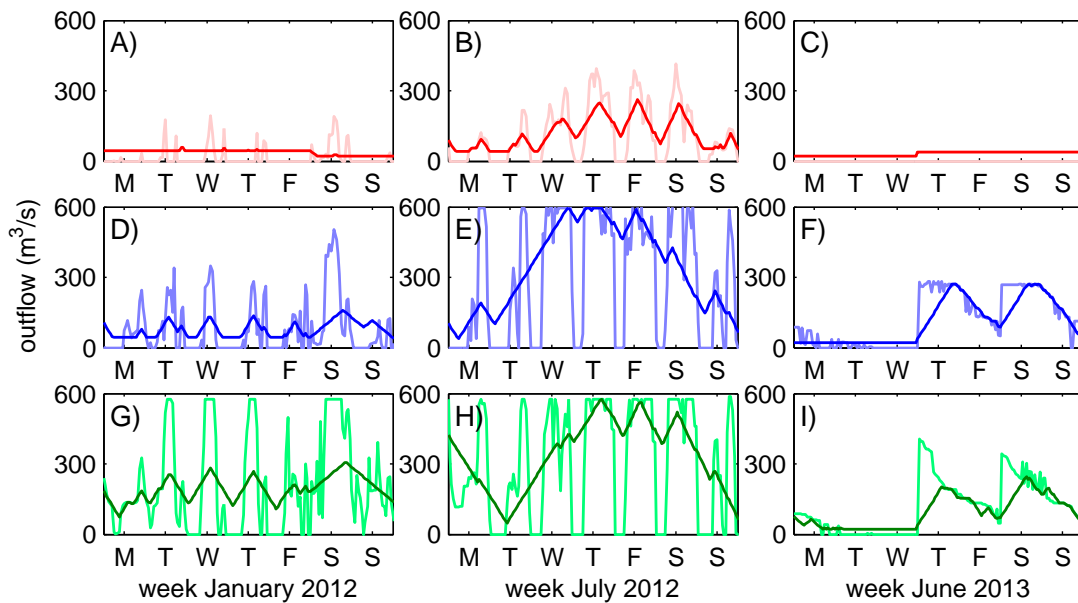 600
300
0
A)
M T W T F S S
600
300
0
B)
M T W T F S S
600
300
0
C)
M T W T F S S
outflow (m³/s)
600
300
0
D)
M T W T F S S
600
300
0
E)
M T W T F S S
600
300
0
F)
M T W T F S S
600
300
0
G)
M T W T F S S
week January 2012
600
300
0
H)
M T W T F S S
week July 2012
600
300
0
I)
M T W T F S S
week June 2013